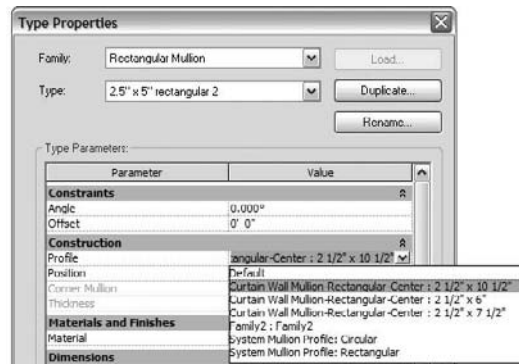 Type Properties
Family: Rectangular Mullion Load...
Type: 2.5" x 5" rectangular 2 Duplicate...
Rename...
Type Parameters:
Parameter Value
Constraints
Angle 0.000°
Offset 0' 0"
Construction
Profile tangular-Center : 2 1/2" x 10 1/2"
Position Default
Corner Mullion Curtain Wall Mullion-Rectangular-Center : 2 1/2" x 10 1/2"
Thickness Curtain Wall Mullion-Rectangular-Center : 2 1/2" x 6"
Curtain Wall Mullion-Rectangular-Center : 2 1/2" x 7 1/2"
Materials and Finishes Family2 : Family2
Material System Mullion Profile: Circular
Dimensions System Mullion Profile: Rectangular